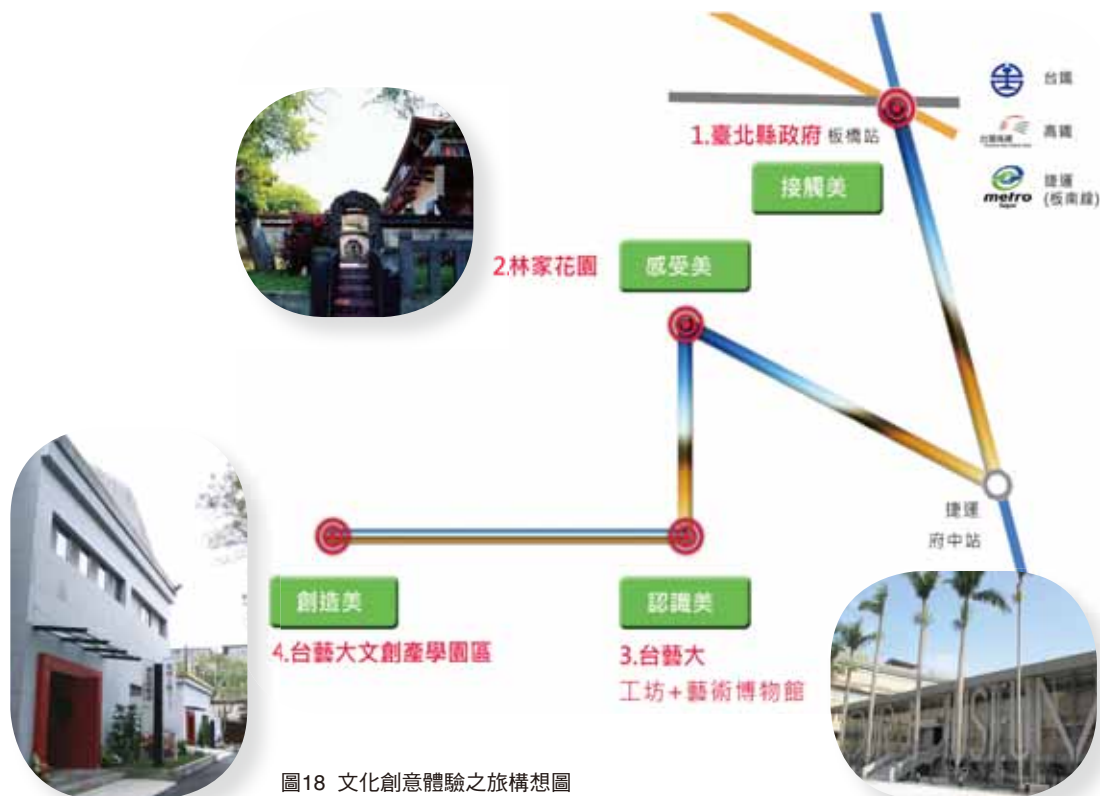 台鐵
1.臺北縣政府 板橋站
台灣高鐵
高鐵
接觸美
metro
捷運
(板南線)
2.林家花園
感受美
捷運
府中站
創造美
認識美
4.台藝大文創產學園區
3.台藝大
工坊+藝術博物館
圖18 文化創意體驗之旅構想圖